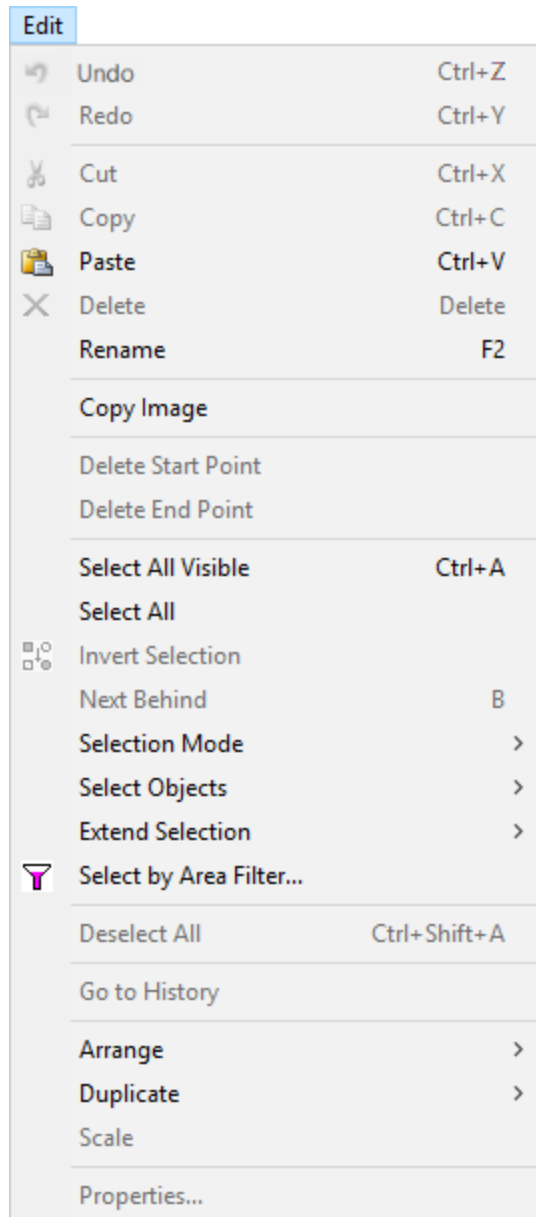 Edit
Undo Ctrl+Z
Redo Ctrl+Y
Cut Ctrl+X
Copy Ctrl+C
Paste Ctrl+V
Delete Delete
Rename F2
Copy Image
Delete Start Point
Delete End Point
Select All Visible Ctrl+A
Select All
Invert Selection
Next Behind B
Selection Mode
Select Objects
Extend Selection
Select by Area Filter...
Deselect All Ctrl+Shift+A
Go to History
Arrange
Duplicate
Scale
Properties...